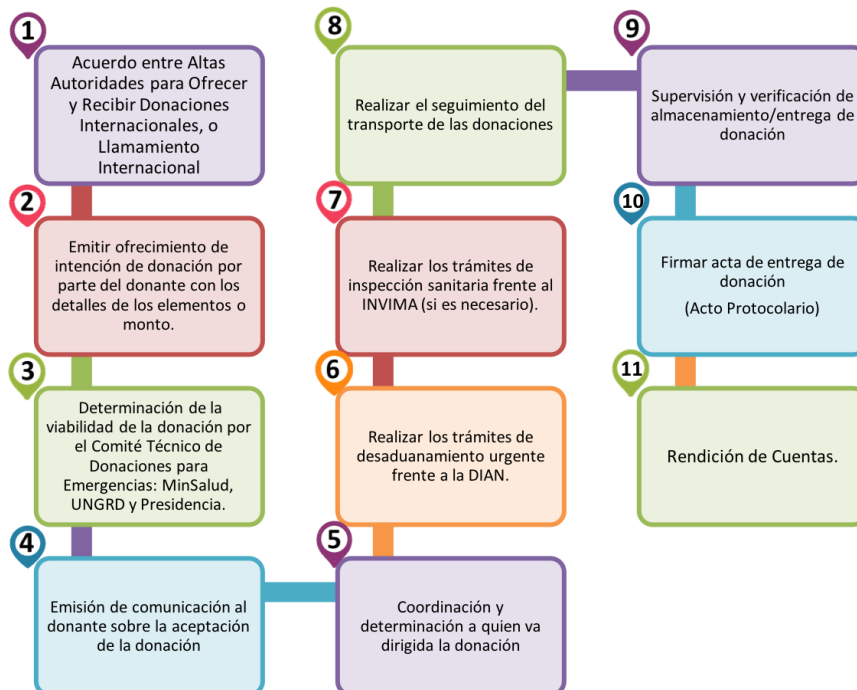 1
Acuerdo entre Altas
Autoridades para Ofrecer
y Recibir Donaciones
Internacionales, o
Llamamiento
Internacional
2
Emitir ofrecimiento de
intención de donación por
parte del donante con los
detalles de los elementos o
monto.
3
Determinación de la
viabilidad de la donación por
el Comité Técnico de
Donaciones para
Emergencias: MinSalud,
UNGRD y Presidencia.
4
Emisión de comunicación al
donante sobre la aceptación
de la donación
5
Coordinación y
determinación a quien va
dirigida la donación
6
Realizar los trámites de
desaduanamiento urgente
frente a la DIAN.
7
Realizar los trámites de
inspección sanitaria frente al
INVIMA (si es necesario).
8
Realizar el seguimiento del
transporte de las donaciones
9
Supervisión y verificación de
almacenamiento/entrega de
donación
10
Firmar acta de entrega de
donación
(Acto Protocolario)
11
Rendición de Cuentas.